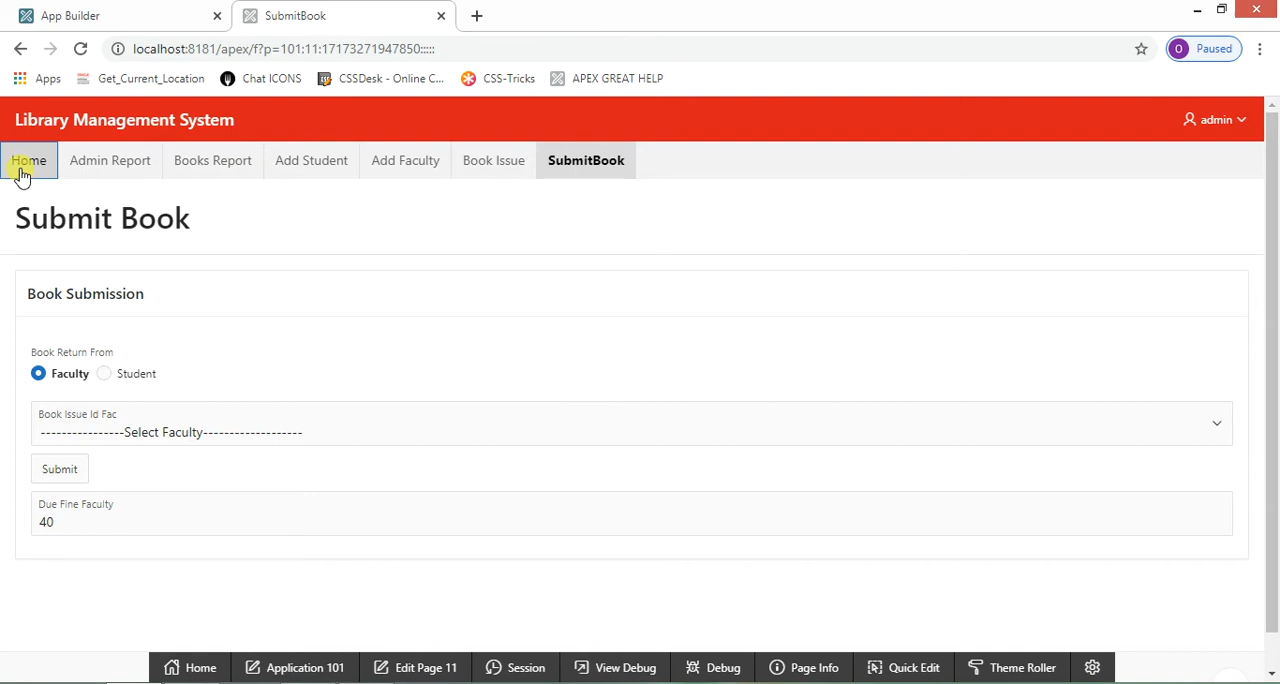 App Builder
SubmitBook
localhost:8181/apex/f?p=101:11:17173271947850:::::
O Paused
Apps Get_Current_Location Chat ICONS CSSDesk - Online C... CSS-Tricks APEX GREAT HELP
Library Management System
admin
Home Admin Report Books Report Add Student Add Faculty Book Issue SubmitBook
Submit Book
Book Submission
Book Return From
Faculty Student
Book Issue Id Fac
----------------Select Faculty-------------------
Submit
Due Fine Faculty
40
Home Application 101 Edit Page 11 Session View Debug Debug Page Info Quick Edit Theme Roller